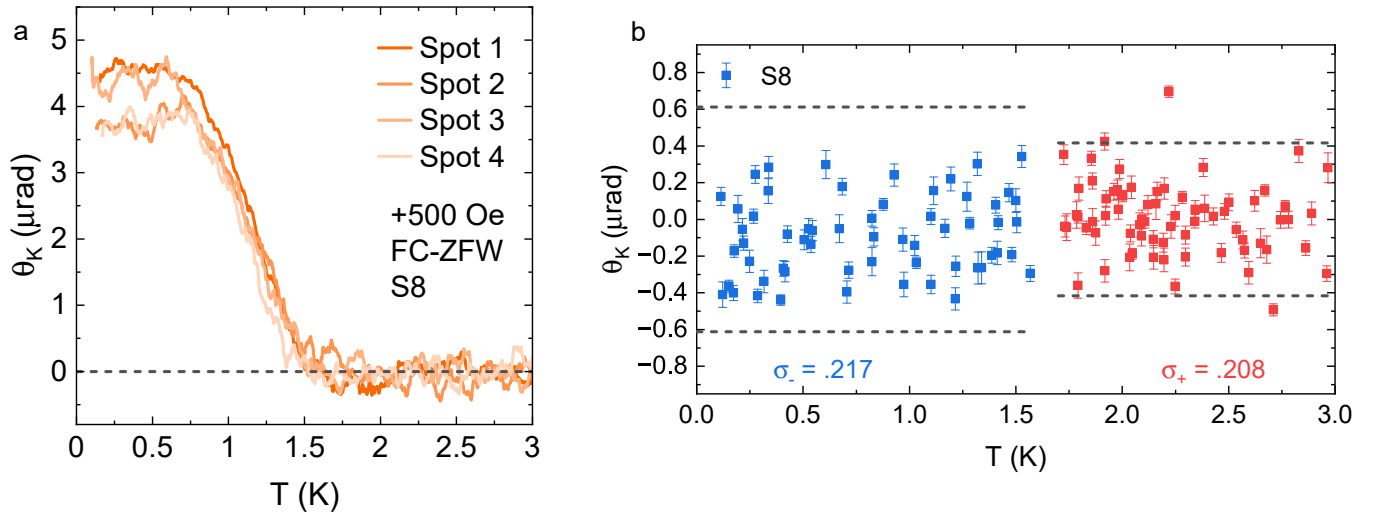 a
5
4
3
2
1
0
θK (μrad)
Spot 1
Spot 2
Spot 3
Spot 4
+500 Oe
FC-ZFW
S8
0
0.5
1
1.5
2
2.5
3
T (K)
b
0.8
0.6
0.4
0.2
0.0
−0.2
−0.4
−0.6
−0.8
θK (μrad)
S8
σ- = .217
σ+ = .208
0.0
0.5
1.0
1.5
2.0
2.5
3.0
T (K)